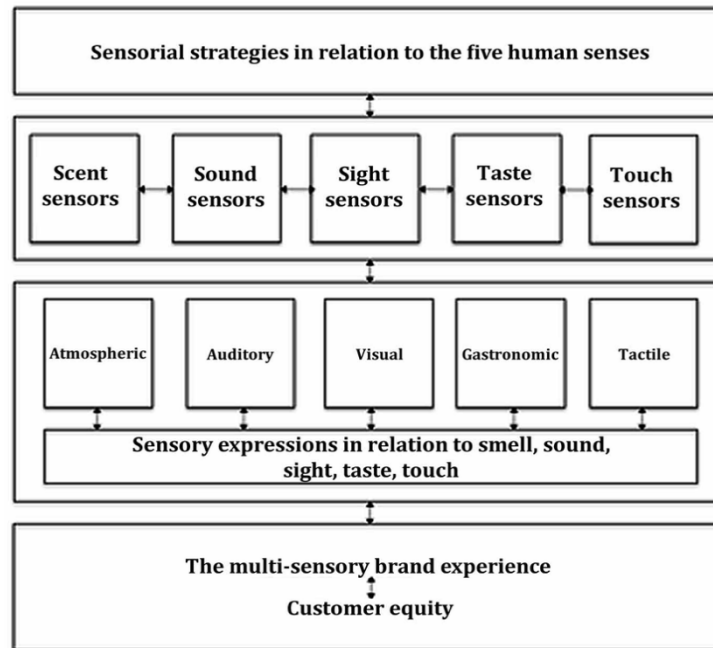 Sensorial strategies in relation to the five human senses
Scent
sensors
Sound
sensors
Sight
sensors
Taste
sensors
Touch
sensors
Atmospheric
Auditory
Visual
Gastronomic
Tactile
Sensory expressions in relation to smell, sound,
sight, taste, touch
The multi-sensory brand experience
Customer equity